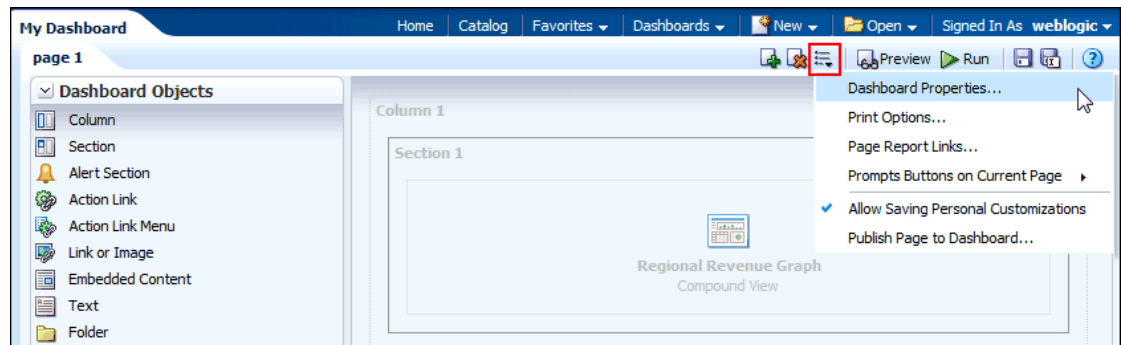 My Dashboard Home Catalog Favorites Dashboards New Open Signed In As weblogic
page 1 Preview Run
Dashboard Objects
Column
Section
Alert Section
Action Link
Action Link Menu
Link or Image
Embedded Content
Text
Folder
Column 1
Section 1
Regional Revenue Graph
Compound View
Dashboard Properties...
Print Options...
Page Report Links...
Prompts Buttons on Current Page
Allow Saving Personal Customizations
Publish Page to Dashboard...